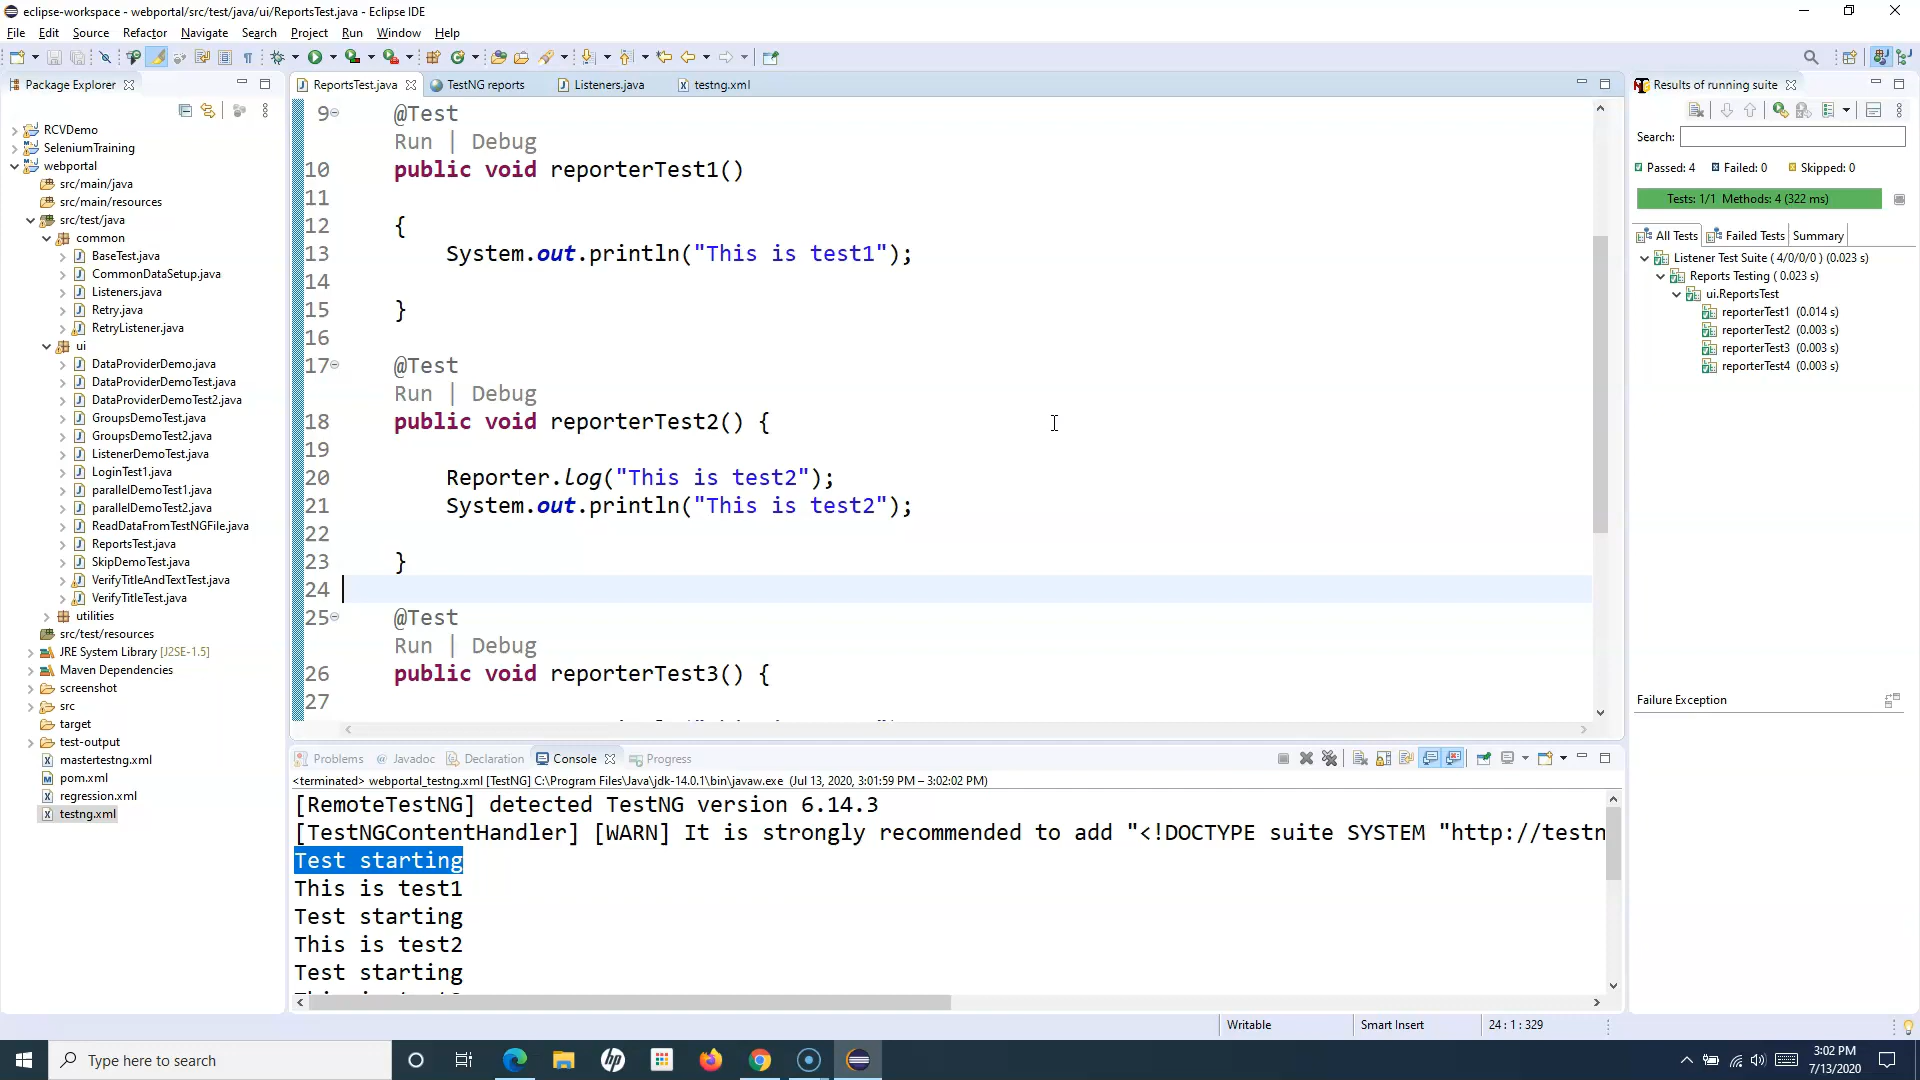 eclipse-workspace - webportal/src/test/java/ui/ReportsTest.java - Eclipse IDE
File Edit Source Refactor Navigate Search Project Run Window Help
Package Explorer
RCVDemo
SeleniumTraining
webportal
src/main/java
src/main/resources
src/test/java
common
BaseTest.java
CommonDataSetup.java
Listeners.java
Retry.java
RetryListener.java
ui
DataProviderDemo.java
DataProviderDemoTest.java
DataProviderDemoTest2.java
GroupsDemoTest.java
GroupsDemoTest2.java
ListenerDemoTest.java
LoginTest1.java
parallelDemoTest1.java
parallelDemoTest2.java
ReadDataFromTestNGFile.java
ReportsTest.java
SkipDemoTest.java
VerifyTitleAndTextTest.java
VerifyTitleTest.java
utilities
src/test/resources
JRE System Library [J2SE-1.5]
Maven Dependencies
screenshot
src
target
test-output
mastertestng.xml
pom.xml
regression.xml
testng.xml
ReportsTest.java TestNG reports Listeners.java testng.xml
9 @Test
Run | Debug
10 public void reporterTest1()
11
12 {
13 System.out.println("This is test1");
14
15 }
16
17 @Test
Run | Debug
18 public void reporterTest2() {
19
20 Reporter.log("This is test2");
21 System.out.println("This is test2");
22
23 }
24
25 @Test
Run | Debug
26 public void reporterTest3() {
27
Problems Javadoc Declaration Console Progress
<terminated> webportal_testng.xml [TestNG] C:\Program Files\Java\jdk-14.0.1\bin\javaw.exe (Jul 13, 2020, 3:01:59 PM – 3:02:02 PM)
[RemoteTestNG] detected TestNG version 6.14.3
[TestNGContentHandler] [WARN] It is strongly recommended to add "<!DOCTYPE suite SYSTEM "http://testn
Test starting
This is test1
Test starting
This is test2
Test starting
Results of running suite
Search:
Passed: 4 Failed: 0 Skipped: 0
Tests: 1/1 Methods: 4 (322 ms)
All Tests Failed Tests Summary
Listener Test Suite ( 4/0/0/0 ) (0.023 s)
Reports Testing ( 0.023 s)
ui.ReportsTest
reporterTest1 (0.014 s)
reporterTest2 (0.003 s)
reporterTest3 (0.003 s)
reporterTest4 (0.003 s)
Failure Exception
Writable Smart Insert 24 : 1 : 329
Type here to search
hp
3:02 PM
7/13/2020